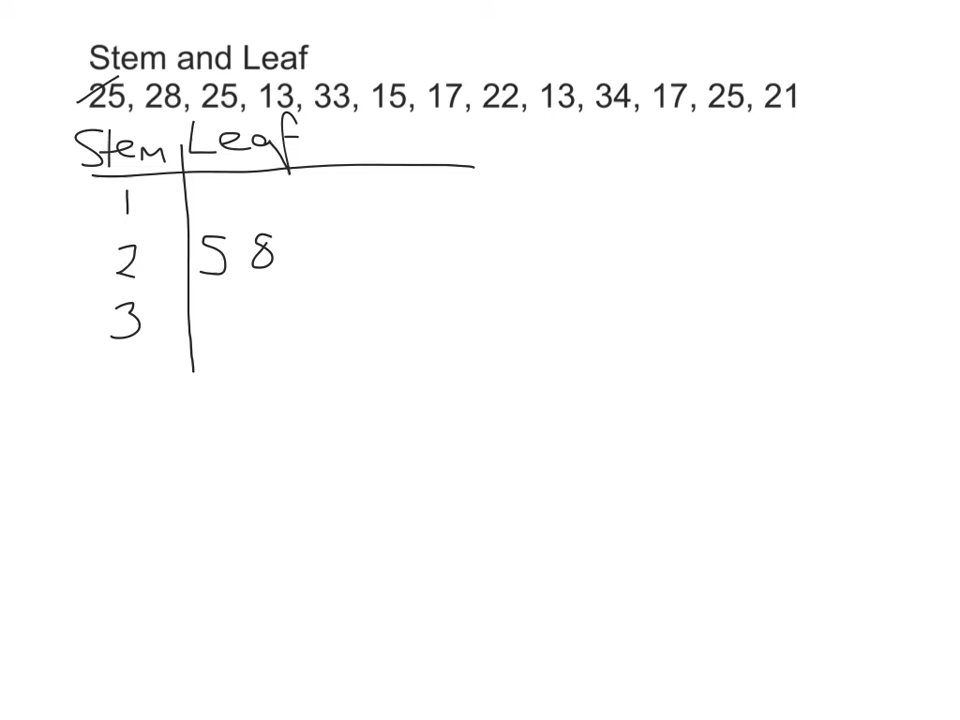 Stem and Leaf
25, 28, 25, 13, 33, 15, 17, 22, 13, 34, 17, 25, 21
Stem Leaf
1
2 5 8
3